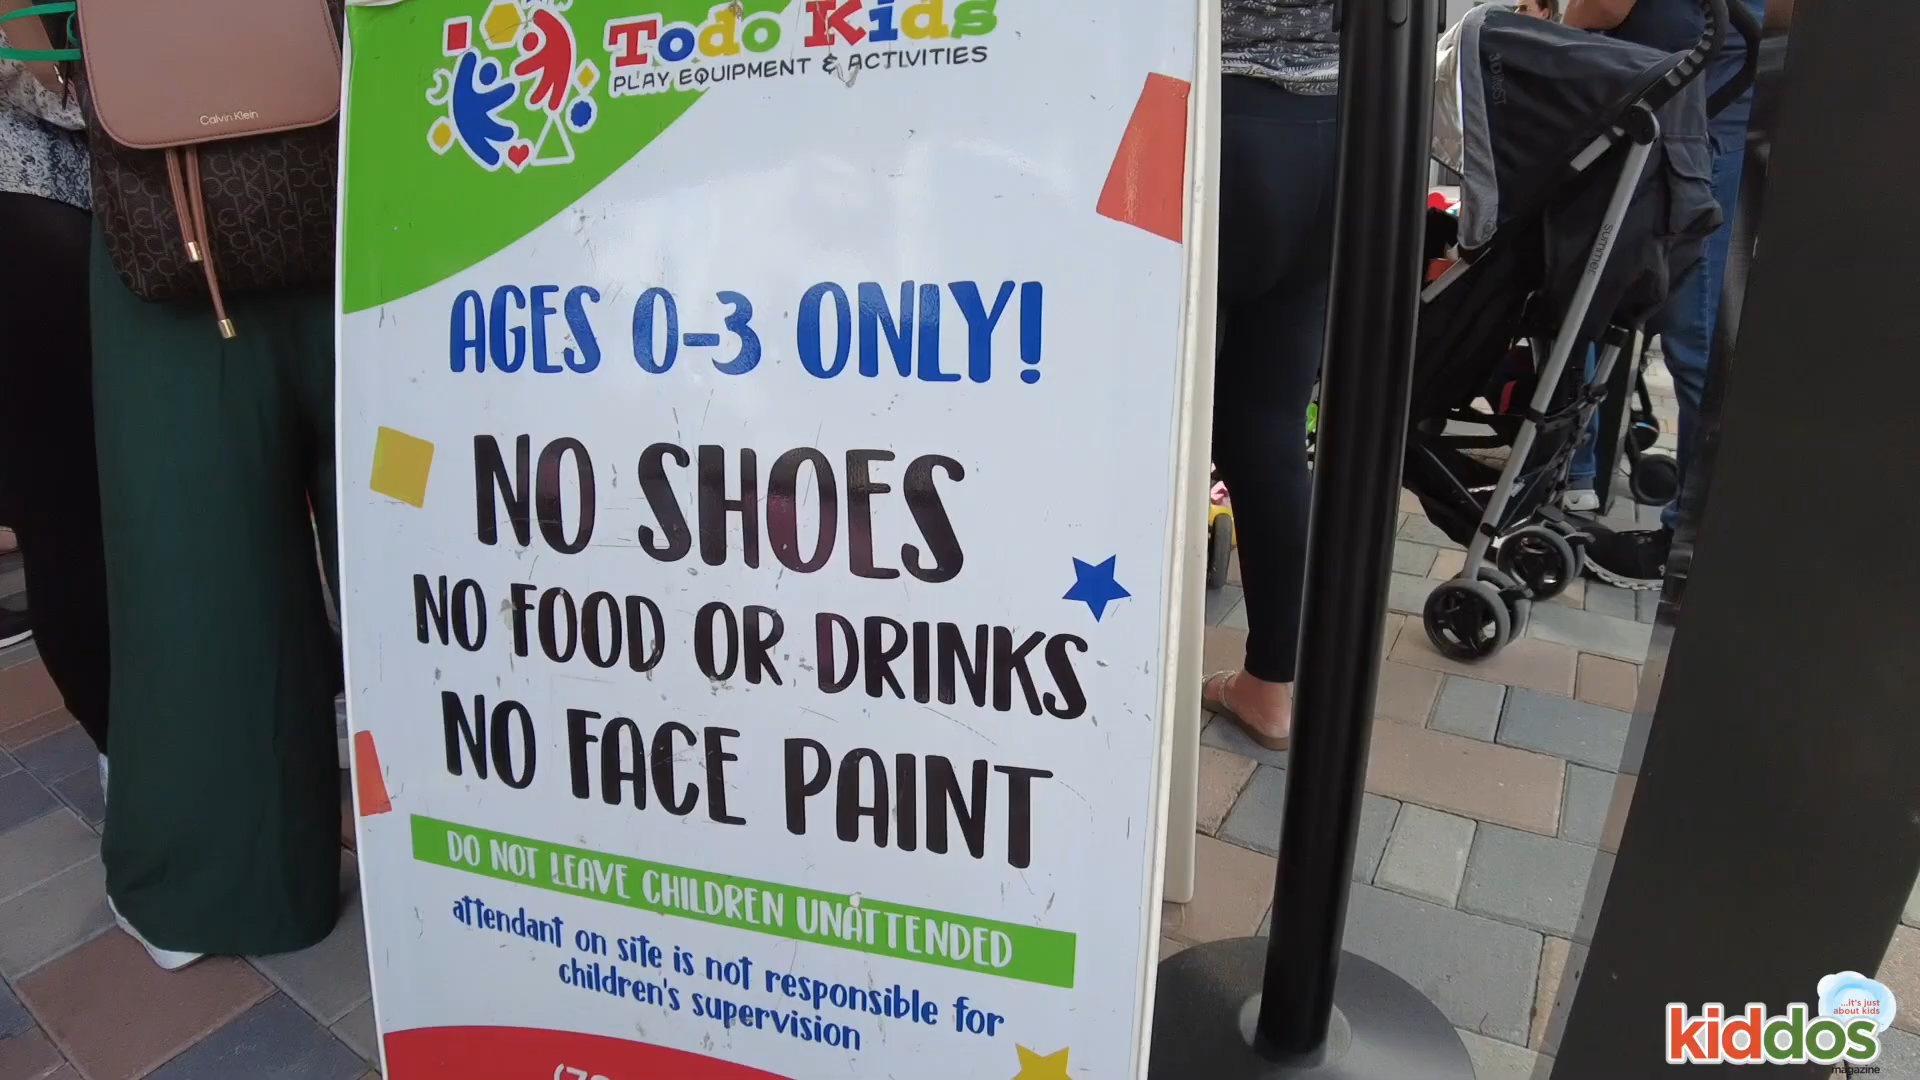 Todo Kids
PLAY EQUIPMENT & ACTIVITIES
Calvin Klein
AGES 0-3 ONLY!
NO SHOES
NO FOOD OR DRINKS
NO FACE PAINT
DO NOT LEAVE CHILDREN UNATTENDED
attendant on site is not responsible for
children's supervision
summer
...it's just
about kids
kiddos
magazine